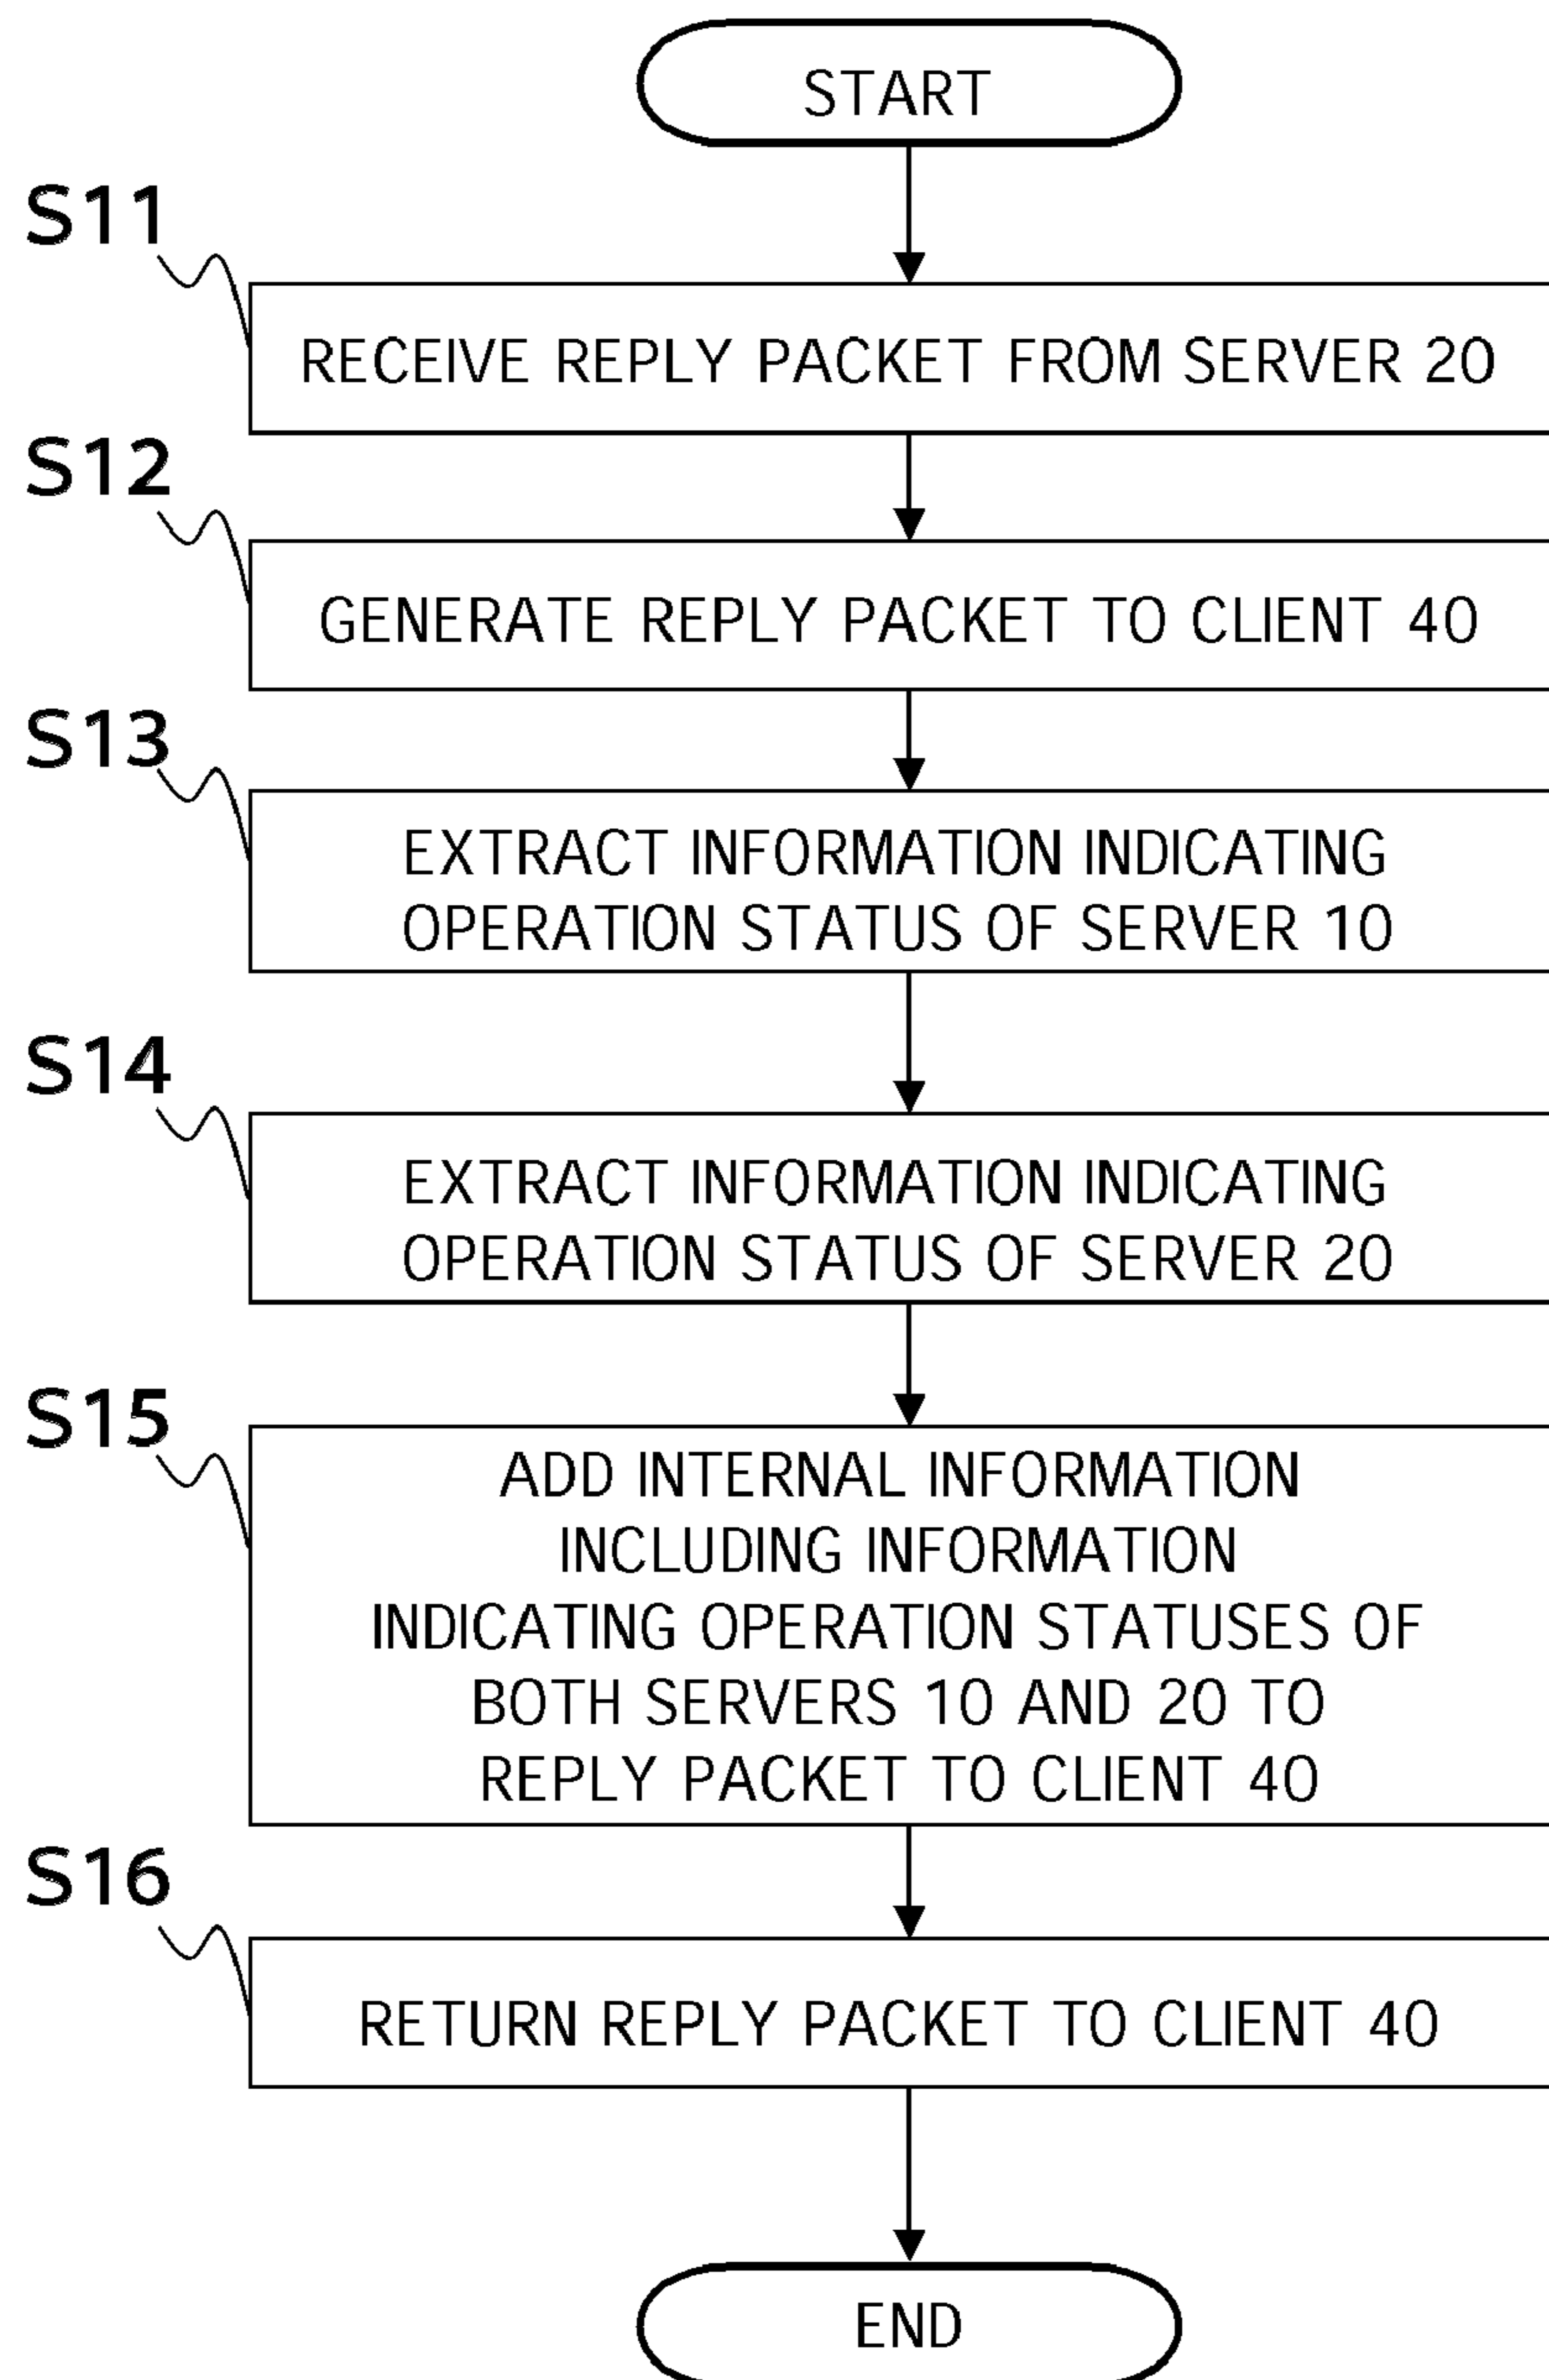 START
S11
RECEIVE REPLY PACKET FROM SERVER 20
S12
GENERATE REPLY PACKET TO CLIENT 40
S13
EXTRACT INFORMATION INDICATING
OPERATION STATUS OF SERVER 10
S14
EXTRACT INFORMATION INDICATING
OPERATION STATUS OF SERVER 20
S15
ADD INTERNAL INFORMATION
INCLUDING INFORMATION
INDICATING OPERATION STATUSES OF
BOTH SERVERS 10 AND 20 TO
REPLY PACKET TO CLIENT 40
S16
RETURN REPLY PACKET TO CLIENT 40
END